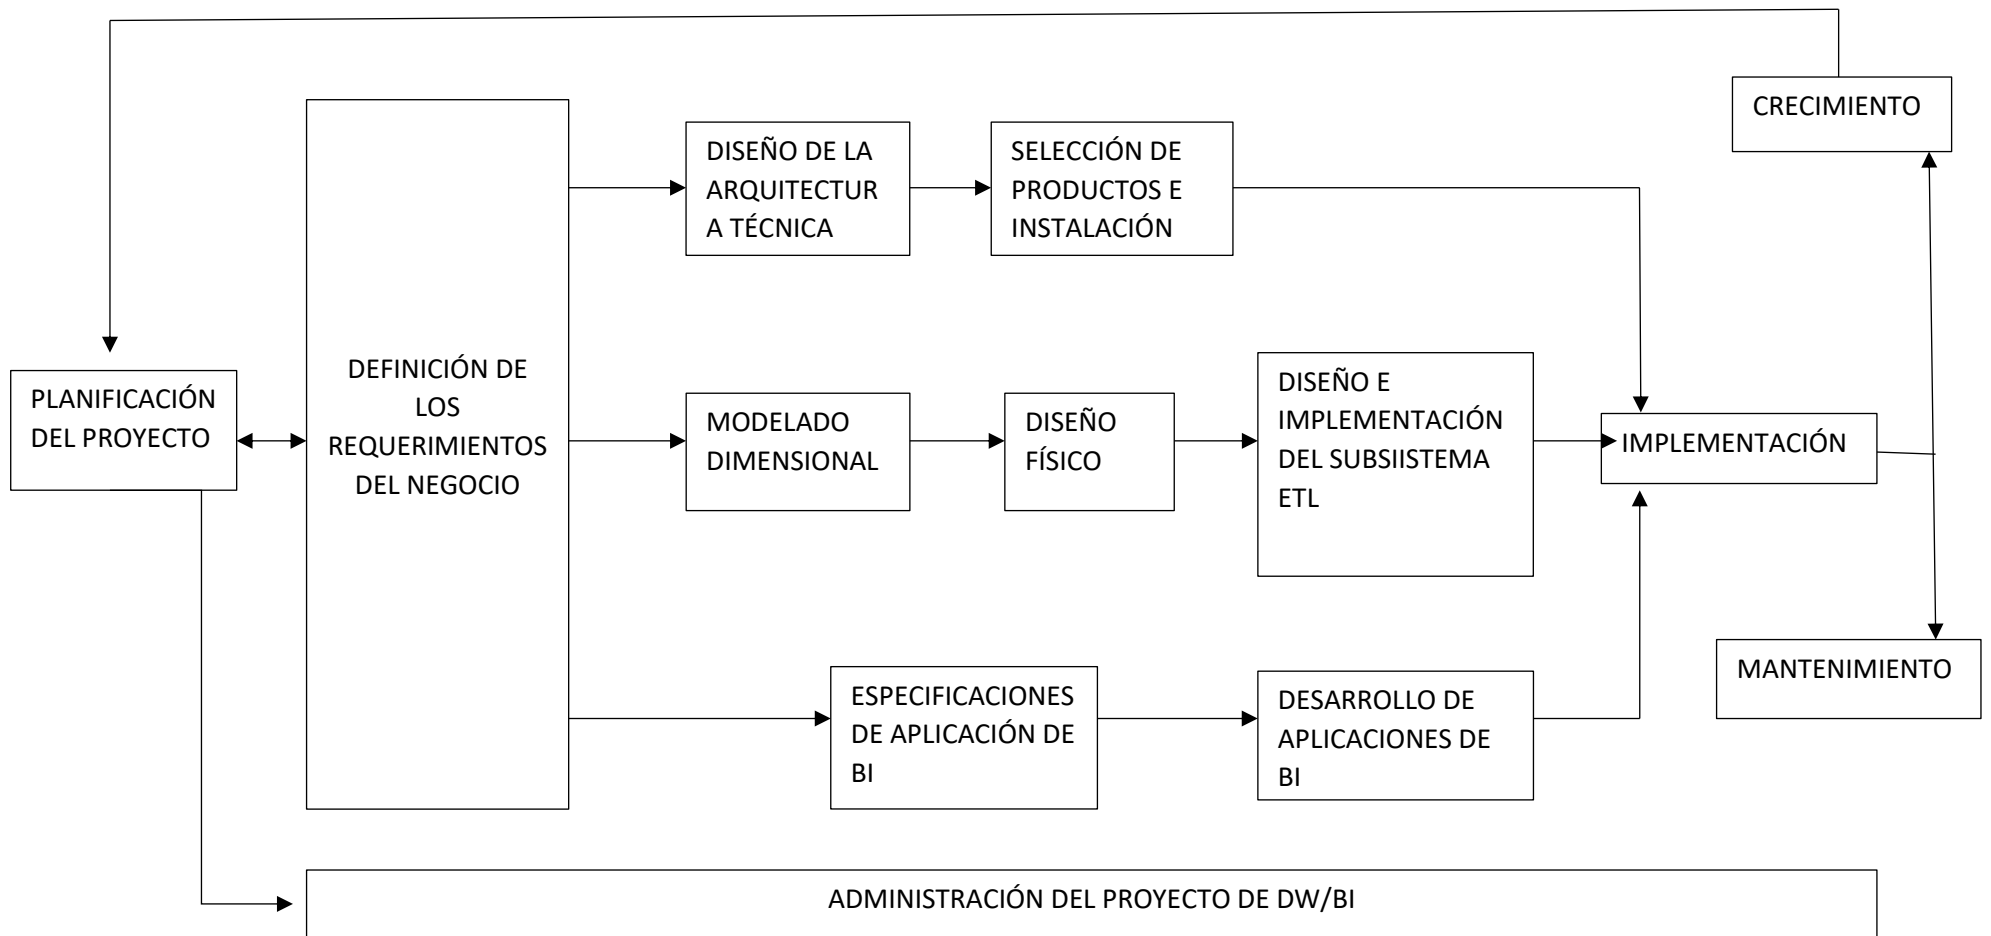 CRECIMIENTO
DISEÑO DE LA
ARQUITECTUR
A TÉCNICA
SELECCIÓN DE
PRODUCTOS E
INSTALACIÓN
PLANIFICACIÓN
DEL PROYECTO
DEFINICIÓN DE
LOS
REQUERIMIENTOS
DEL NEGOCIO
MODELADO
DIMENSIONAL
DISEÑO
FÍSICO
DISEÑO E
IMPLEMENTACIÓN
DEL SUBSIISTEMA
ETL
IMPLEMENTACIÓN
MANTENIMIENTO
ESPECIFICACIONES
DE APLICACIÓN DE
BI
DESARROLLO DE
APLICACIONES DE
BI
ADMINISTRACIÓN DEL PROYECTO DE DW/BI